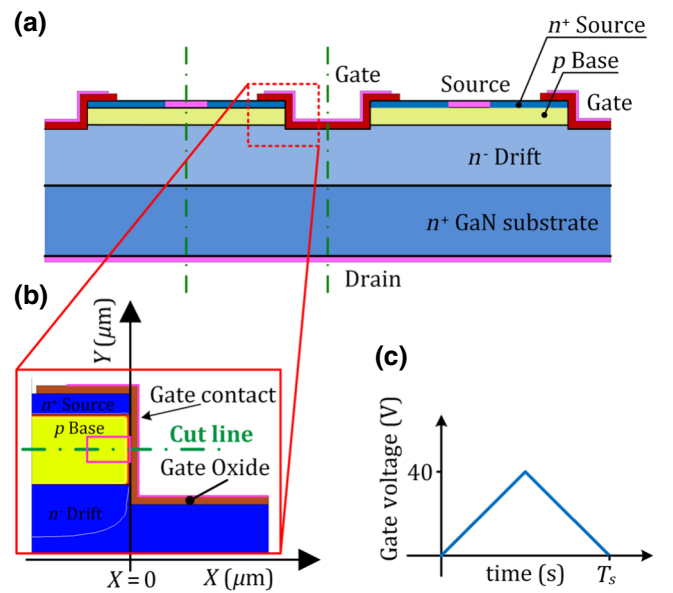 (a)
n⁺ Source
p Base
Gate
Source
Gate
n⁻ Drift
n⁺ GaN substrate
Drain
(b)
Y (μm)
Gate contact
n⁺ Source
p Base
Cut line
Gate Oxide
n⁻ Drift
X = 0
X (μm)
(c)
Gate voltage (V)
40
time (s)
Tₛ